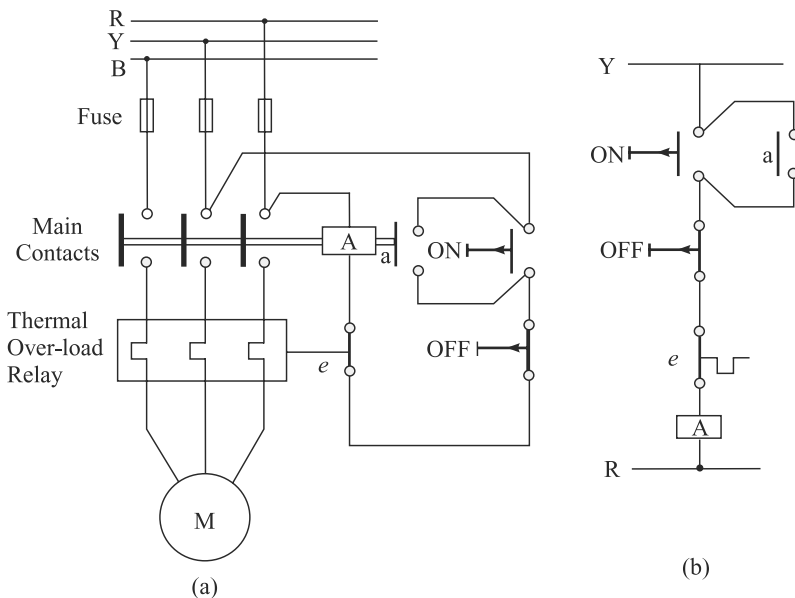 R
Y
B
Fuse
Main
Contacts
A
a
ON
Thermal
Over-load
Relay
e
OFF
M
(a)
Y
ON
a
OFF
e
A
R
(b)